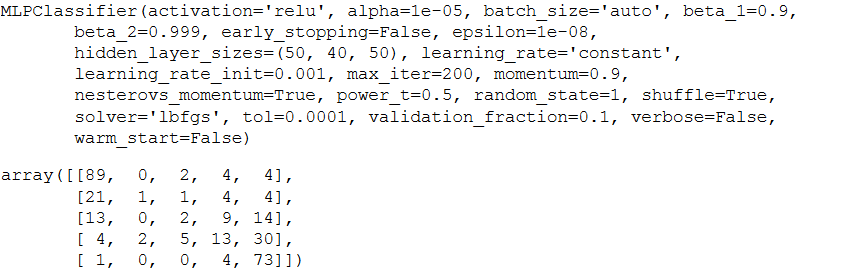 MLPClassifier(activation='relu', alpha=1e-05, batch_size='auto', beta_1=0.9,
       beta_2=0.999, early_stopping=False, epsilon=1e-08,
       hidden_layer_sizes=(50, 40, 50), learning_rate='constant',
       learning_rate_init=0.001, max_iter=200, momentum=0.9,
       nesterovs_momentum=True, power_t=0.5, random_state=1, shuffle=True,
       solver='lbfgs', tol=0.0001, validation_fraction=0.1, verbose=False,
       warm_start=False)
array([[89,  0,  2,  4,  4],
       [21,  1,  1,  4,  4],
       [13,  0,  2,  9, 14],
       [ 4,  2,  5, 13, 30],
       [ 1,  0,  0,  4, 73]])